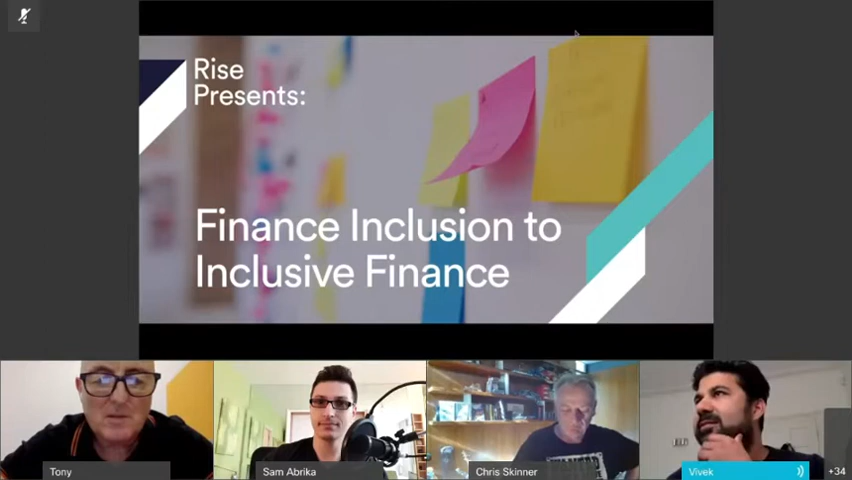 Rise
Presents:
Finance Inclusion to
Inclusive Finance
Tony
Sam Abrika
Chris Skinner
Vivek
+34